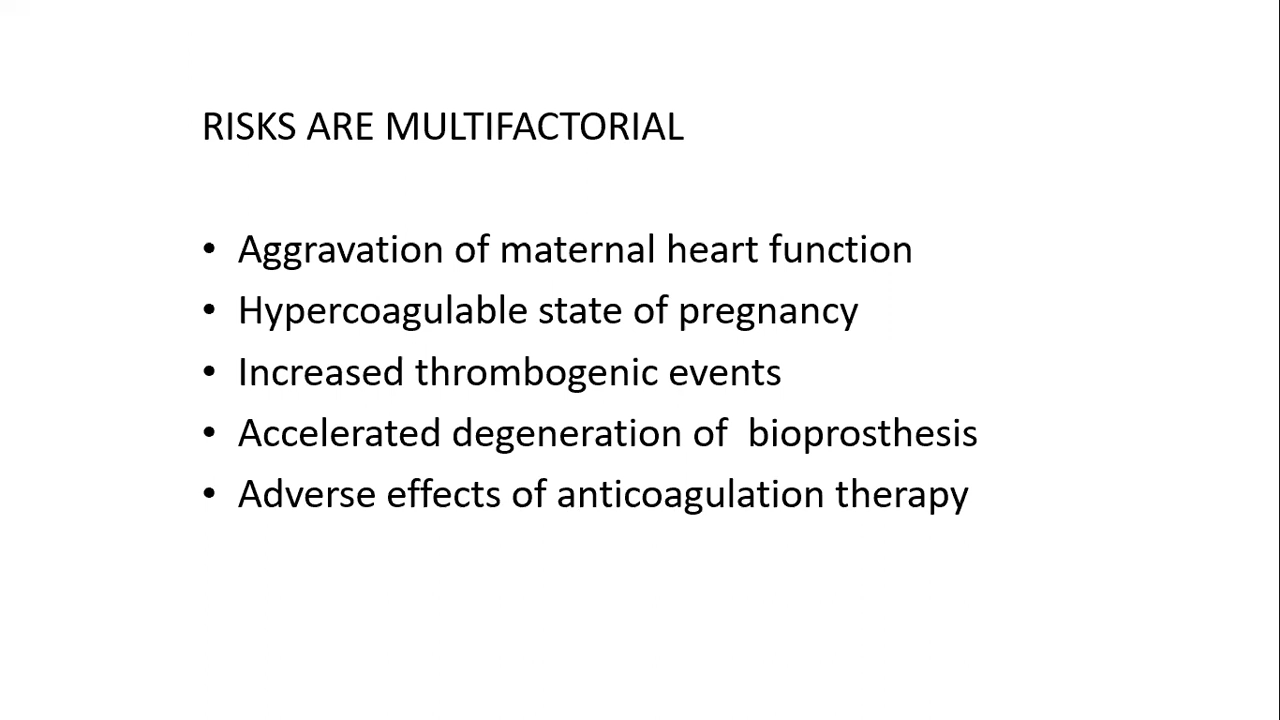 RISKS ARE MULTIFACTORIAL
• Aggravation of maternal heart function
• Hypercoagulable state of pregnancy
• Increased thrombogenic events
• Accelerated degeneration of  bioprosthesis
• Adverse effects of anticoagulation therapy